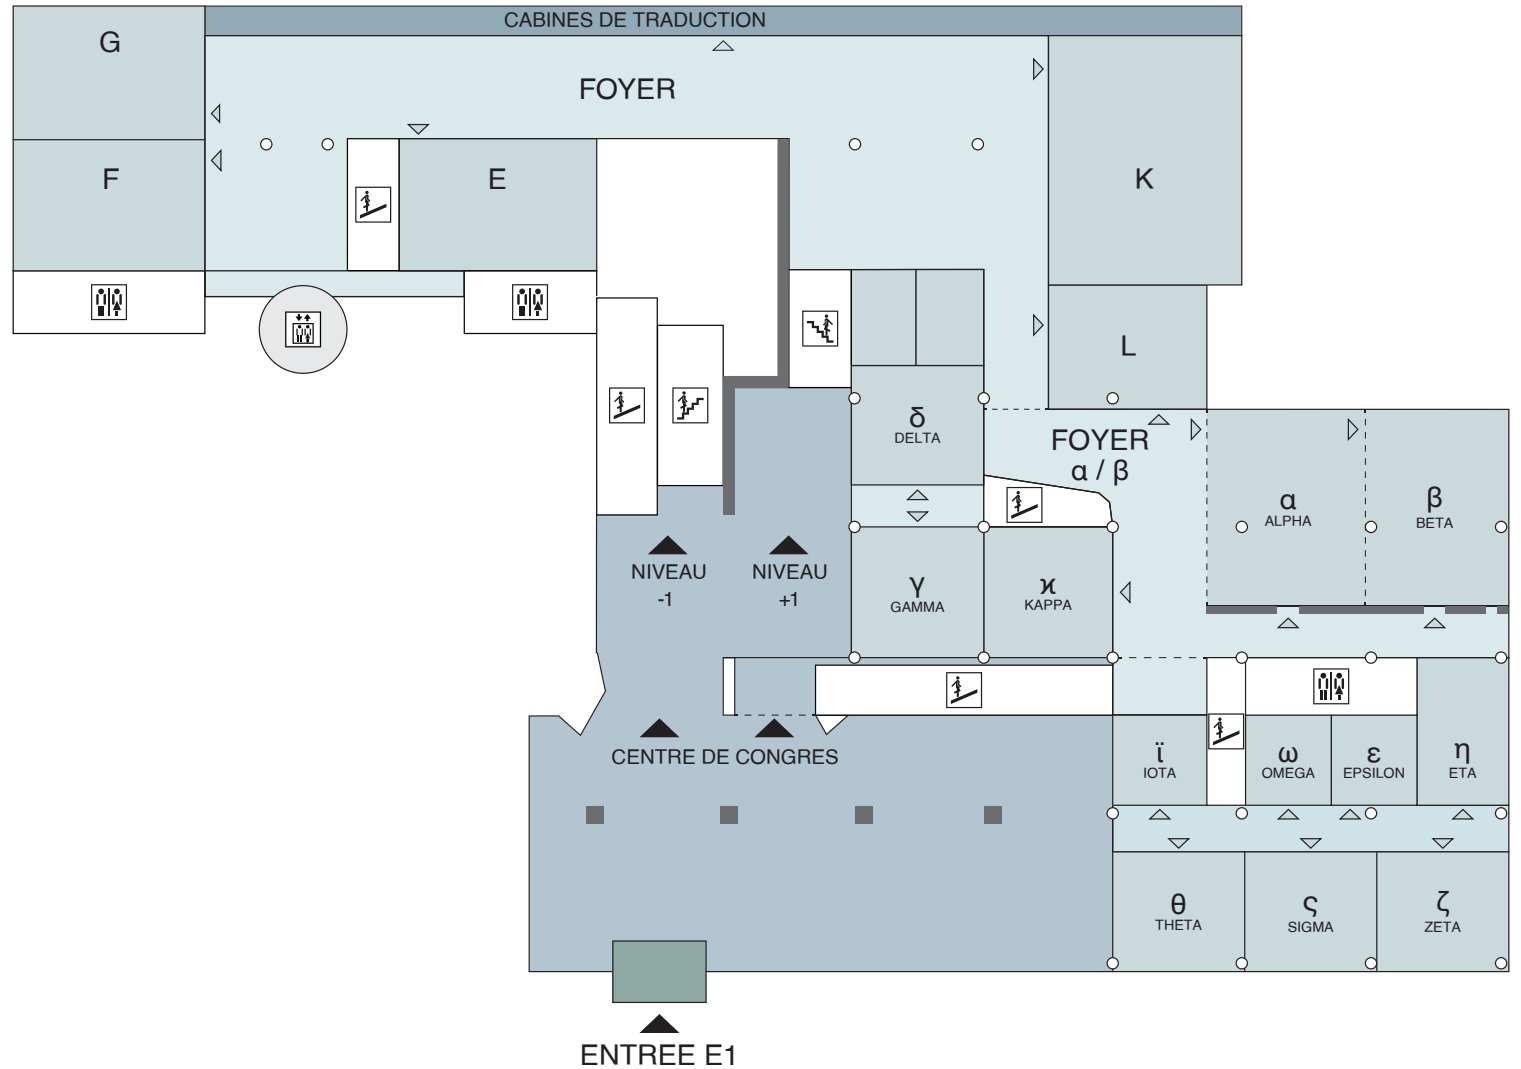 CABINES DE TRADUCTION
G
FOYER
F
E
K
L
δ
DELTA
FOYER
α / β
α
ALPHA
β
BETA
NIVEAU
-1
NIVEAU
+1
γ
GAMMA
ϰ
KAPPA
CENTRE DE CONGRES
ϊ
IOTA
ω
OMEGA
ε
EPSILON
η
ETA
θ
THETA
ς
SIGMA
ζ
ZETA
ENTREE E1